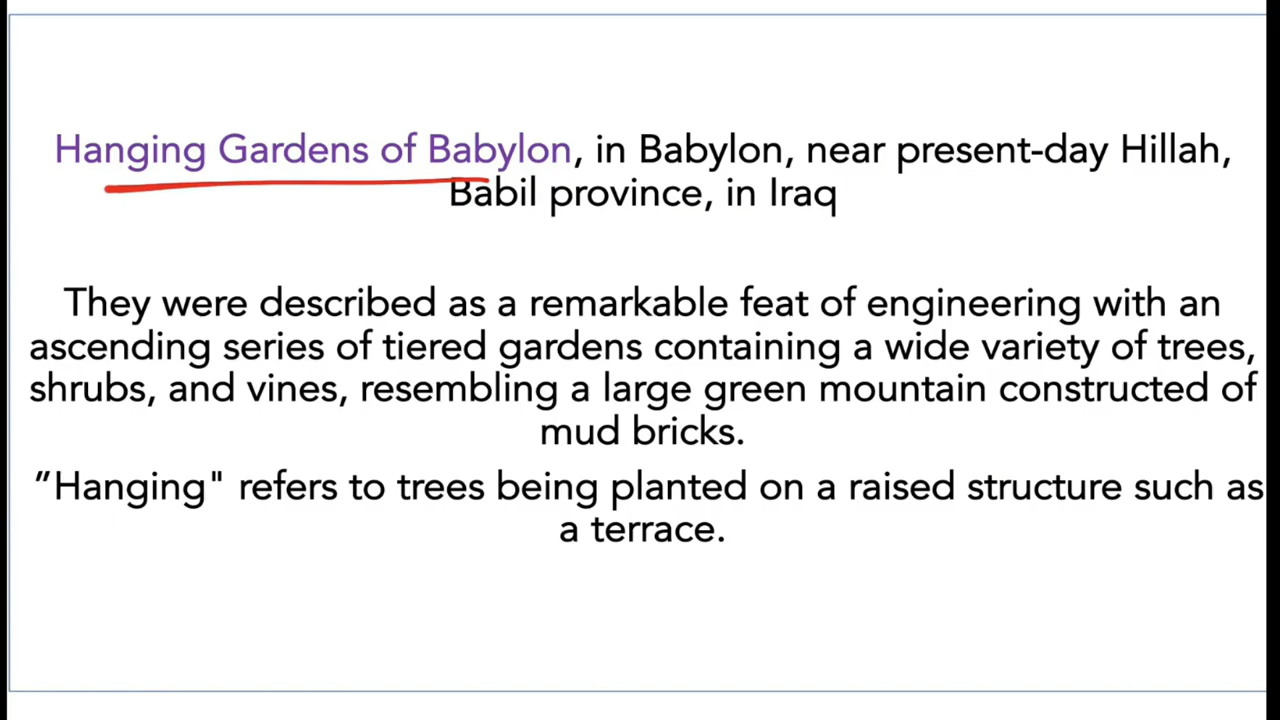 Hanging Gardens of Babylon, in Babylon, near present-day Hillah,
Babil province, in Iraq
They were described as a remarkable feat of engineering with an
ascending series of tiered gardens containing a wide variety of trees,
shrubs, and vines, resembling a large green mountain constructed of
mud bricks.
”Hanging" refers to trees being planted on a raised structure such as
a terrace.